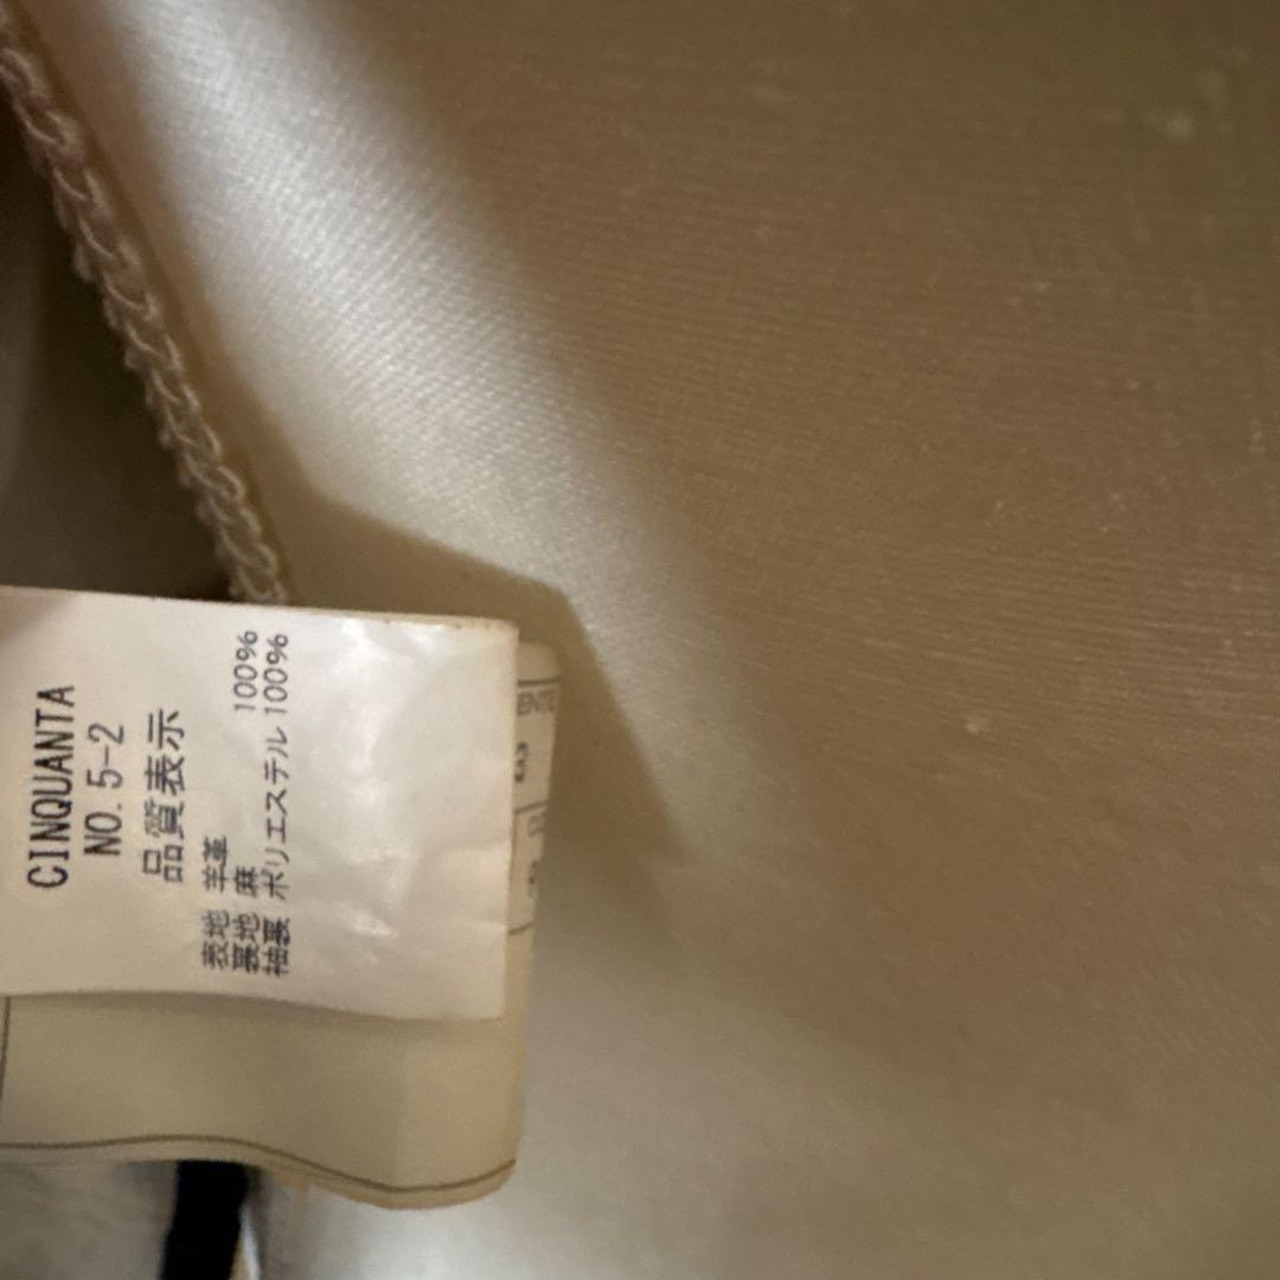 CINQUANTA
NO. 5-2
品質表示
表地 羊革
裏地 麻 100%
袖裏 ポリエステル 100%